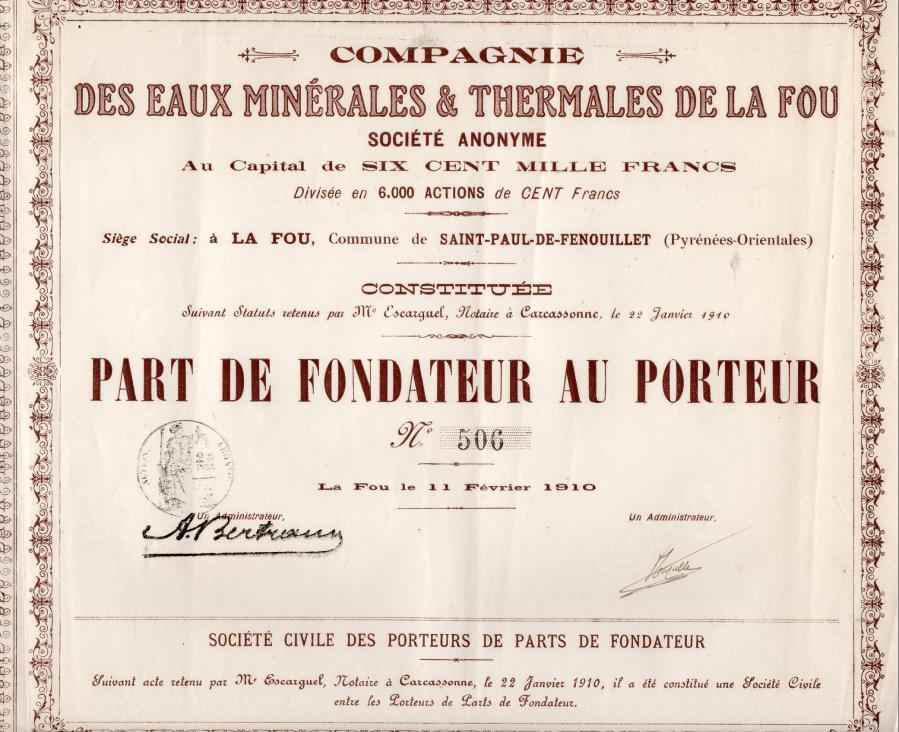 COMPAGNIE
DES EAUX MINÉRALES & THERMALES DE LA FOU
SOCIÉTÉ ANONYME
Au Capital de SIX CENT MILLE FRANCS
Divisée en 6.000 ACTIONS de CENT Francs
Siège Social: à LA FOU, Commune de SAINT-PAUL-DE-FENOUILLET (Pyrénées-Orientales)
CONSTITUÉE
Suivant Statuts retenus par Me Escarguel, Notaire à Carcassonne, le 22 Janvier 1910
PART DE FONDATEUR AU PORTEUR
No 506
La Fou le 11 Février 1910
Un Administrateur,
Un Administrateur,
A. Bertrand
SOCIÉTÉ CIVILE DES PORTEURS DE PARTS DE FONDATEUR
Suivant acte retenu par Me Escarguel, Notaire à Carcassonne, le 22 Janvier 1910, il a été constitué une Société Civile
entre les Porteurs de Parts de Fondateur.